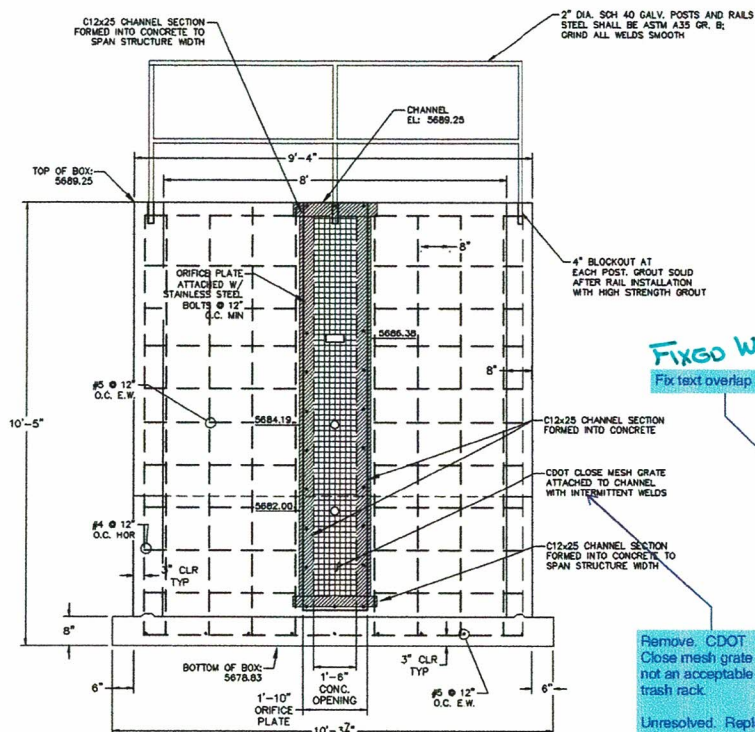 C12x25 CHANNEL SECTION
FORMED INTO CONCRETE TO
SPAN STRUCTURE WIDTH
2" DIA. SCH 40 GALV. POSTS AND RAILS
STEEL SHALL BE ASTM A35 GR. B;
GRIND ALL WELDS SMOOTH
CHANNEL
EL: 5689.25
9'-4"
TOP OF BOX:
5689.25
8'
8"
ORIFICE PLATE
ATTACHED W/
STAINLESS STEEL
BOLTS @ 12"
O.C. MIN
4" BLOCKOUT AT
EACH POST. GROUT SOLID
AFTER RAIL INSTALLATION
WITH HIGH STRENGTH GROUT
5686.38
FIXED
Fix text overlap
8"
#5 @ 12"
O.C. E.W.
10'-5"
5684.19
C12x25 CHANNEL SECTION
FORMED INTO CONCRETE
CDOT CLOSE MESH GRATE
ATTACHED TO CHANNEL
WITH INTERMITTENT WELDS
5682.00
#4 @ 12"
O.C. HOR
3" CLR
TYP
C12x25 CHANNEL SECTION
FORMED INTO CONCRETE TO
SPAN STRUCTURE WIDTH
8"
BOTTOM OF BOX:
5678.83
3" CLR
TYP
Remove. CDOT
Close mesh grate
not an acceptable
trash rack.
6"
1'-6"
CONC.
OPENING
#5 @ 12"
O.C. E.W.
6"
1'-10"
ORIFICE
PLATE
Unresolved.